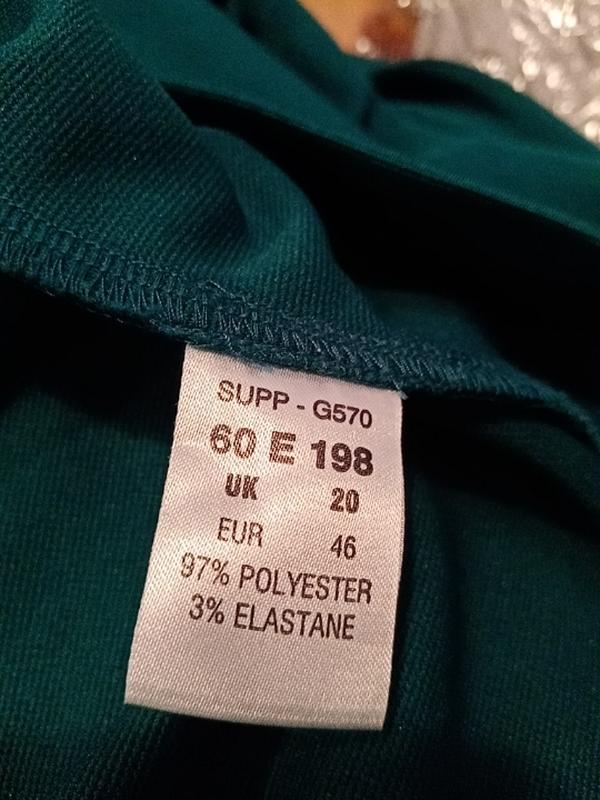 SUPP - G570
60 E 198
UK 20
EUR 46
97% POLYESTER
3% ELASTANE